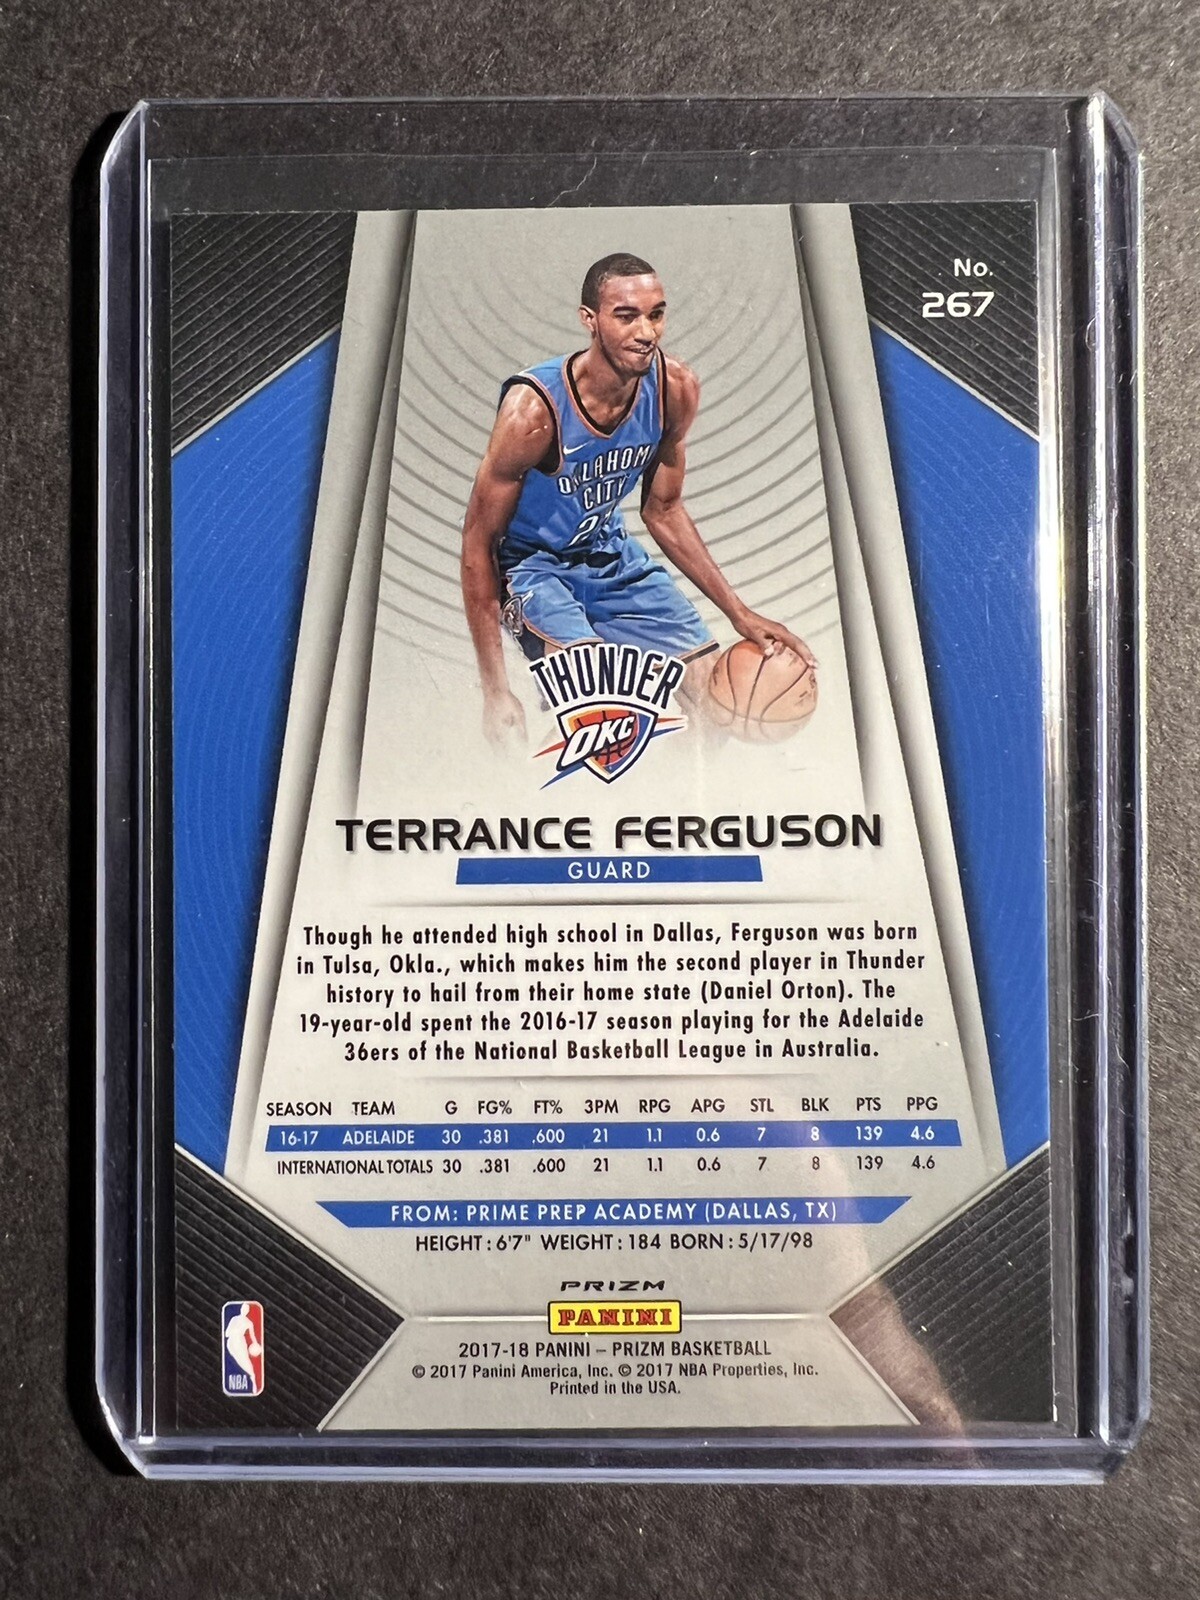 No.
267
OKLAHOM
CITY
THUNDER
OKC
TERRANCE FERGUSON
GUARD
Though he attended high school in Dallas, Ferguson was born
in Tulsa, Okla., which makes him the second player in Thunder
history to hail from their home state (Daniel Orton). The
19-year-old spent the 2016-17 season playing for the Adelaide
36ers of the National Basketball League in Australia.
SEASON TEAM G FG% FT% 3PM RPG APG STL BLK PTS PPG
16-17 ADELAIDE 30 .381 .600 21 1.1 0.6 7 8 139 4.6
INTERNATIONAL TOTALS 30 .381 .600 21 1.1 0.6 7 8 139 4.6
FROM: PRIME PREP ACADEMY (DALLAS, TX)
HEIGHT: 6'7" WEIGHT: 184 BORN: 5/17/98
PRIZM
PANINI
NBA
2017-18 PANINI – PRIZM BASKETBALL
© 2017 Panini America, Inc. © 2017 NBA Properties, Inc.
Printed in the USA.